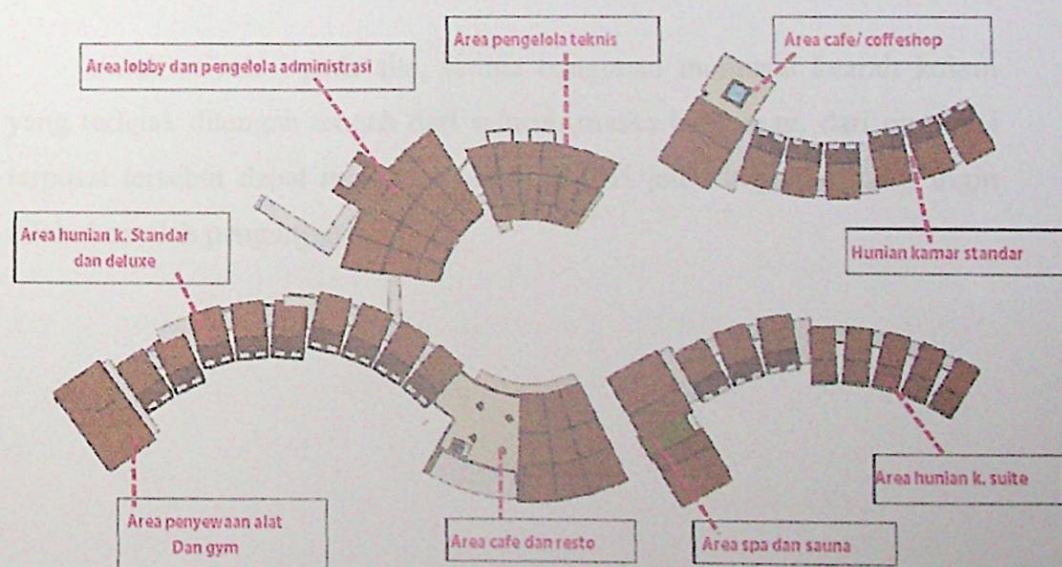 Area pengelola teknis
Area cafe/ coffeshop
Area lobby dan pengelola administrasi
Area hunian k. Standar
dan deluxe
Hunian kamar standar
Area hunian k. suite
Area penyewaan alat
Dan gym
Area cafe dan resto
Area spa dan sauna